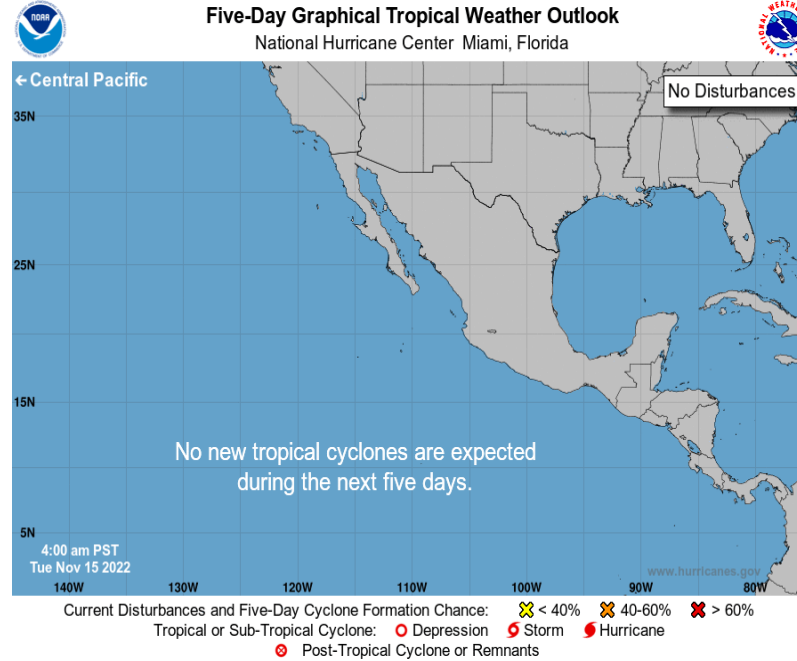 Five-Day Graphical Tropical Weather Outlook
National Hurricane Center Miami, Florida
NOAA
← Central Pacific
No Disturbances
35N
25N
15N
5N
No new tropical cyclones are expected
during the next five days.
4:00 am PST
Tue Nov 15 2022
www.hurricanes.gov
140W 130W 120W 110W 100W 90W 80W
Current Disturbances and Five-Day Cyclone Formation Chance: < 40% 40-60% > 60%
Tropical or Sub-Tropical Cyclone: Depression Storm Hurricane
Post-Tropical Cyclone or Remnants